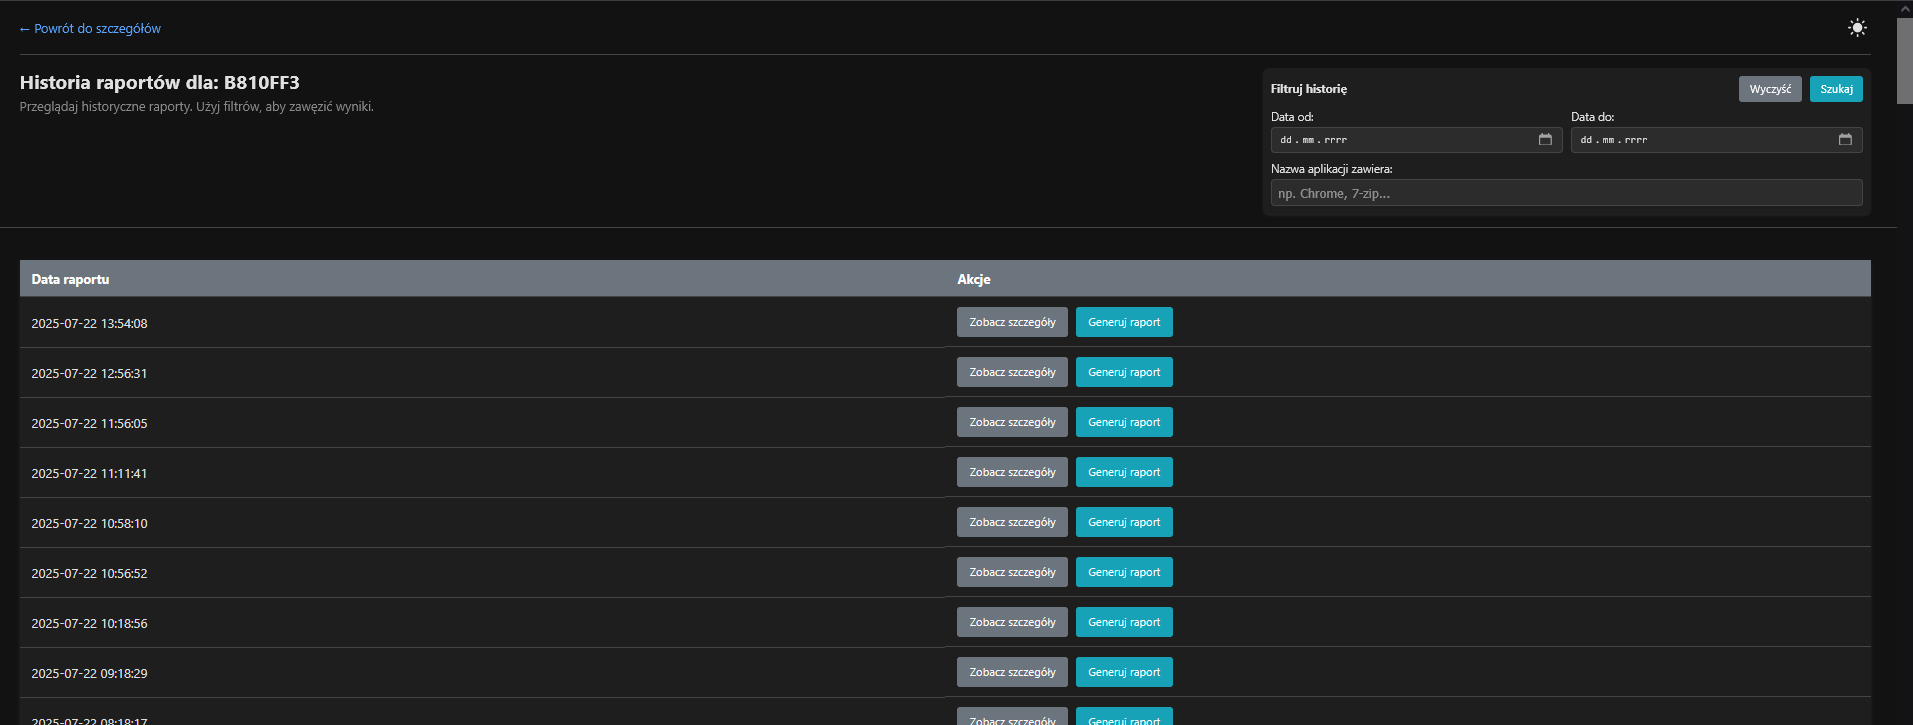 ← Powrót do szczegółów
Historia raportów dla: B810FF3
Przeglądaj historyczne raporty. Użyj filtrów, aby zawęzić wyniki.
Filtruj historię
Wyczyść
Szukaj
Data od:
Data do:
dd.mm.rrrr
dd.mm.rrrr
Nazwa aplikacji zawiera:
np. Chrome, 7-zip...
Data raportu
Akcje
2025-07-22 13:54:08 Zobacz szczegóły Generuj raport
2025-07-22 12:56:31 Zobacz szczegóły Generuj raport
2025-07-22 11:56:05 Zobacz szczegóły Generuj raport
2025-07-22 11:11:41 Zobacz szczegóły Generuj raport
2025-07-22 10:58:10 Zobacz szczegóły Generuj raport
2025-07-22 10:56:52 Zobacz szczegóły Generuj raport
2025-07-22 10:18:56 Zobacz szczegóły Generuj raport
2025-07-22 09:18:29 Zobacz szczegóły Generuj raport
2025-07-22 08:18:17 Zobacz szczegóły Generuj raport